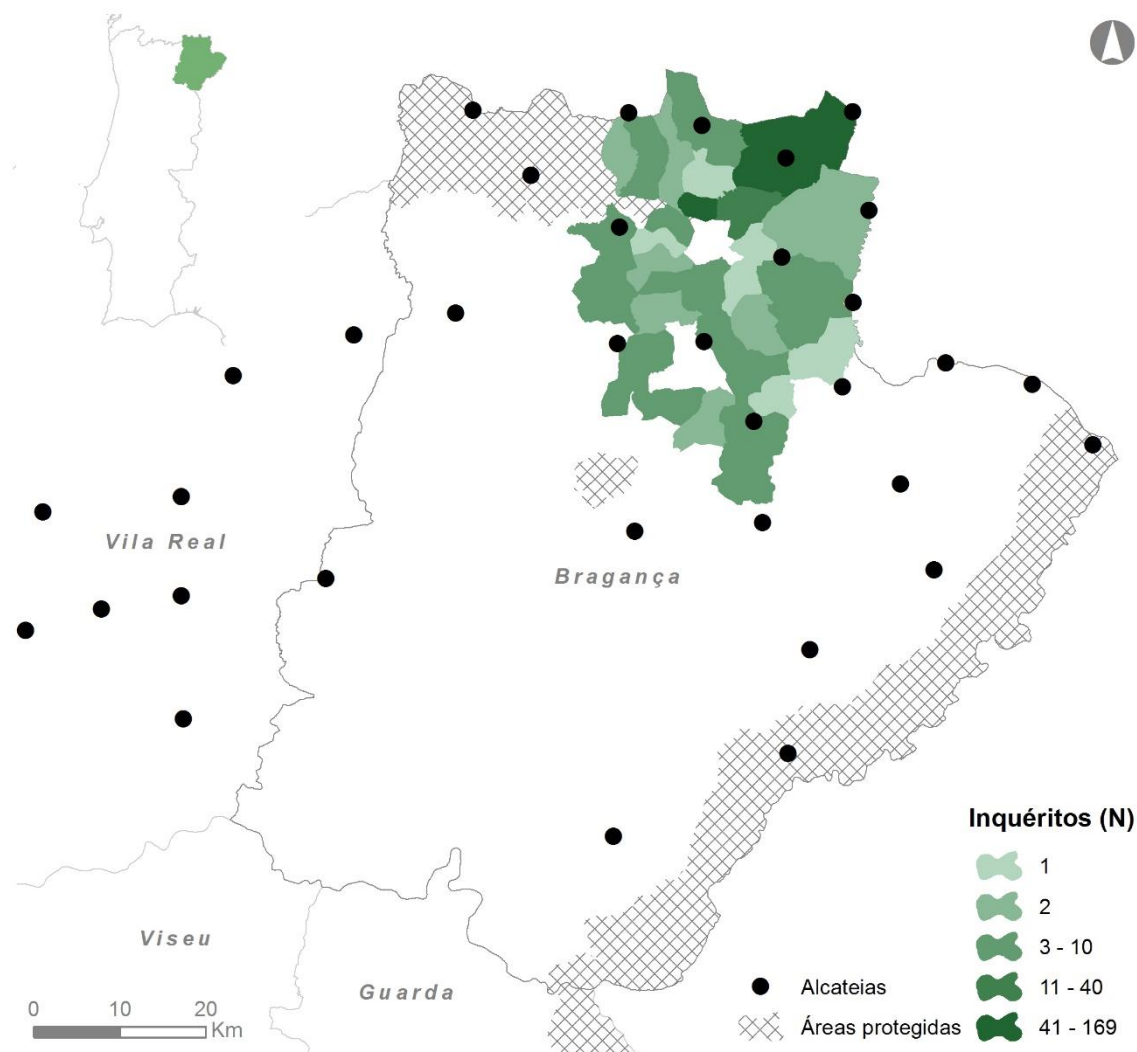 Vila Real
Bragança
Viseu
Guarda
0 10 20
Km
Alcateias
Áreas protegidas
Inquéritos (N)
1
2
3 - 10
11 - 40
41 - 169